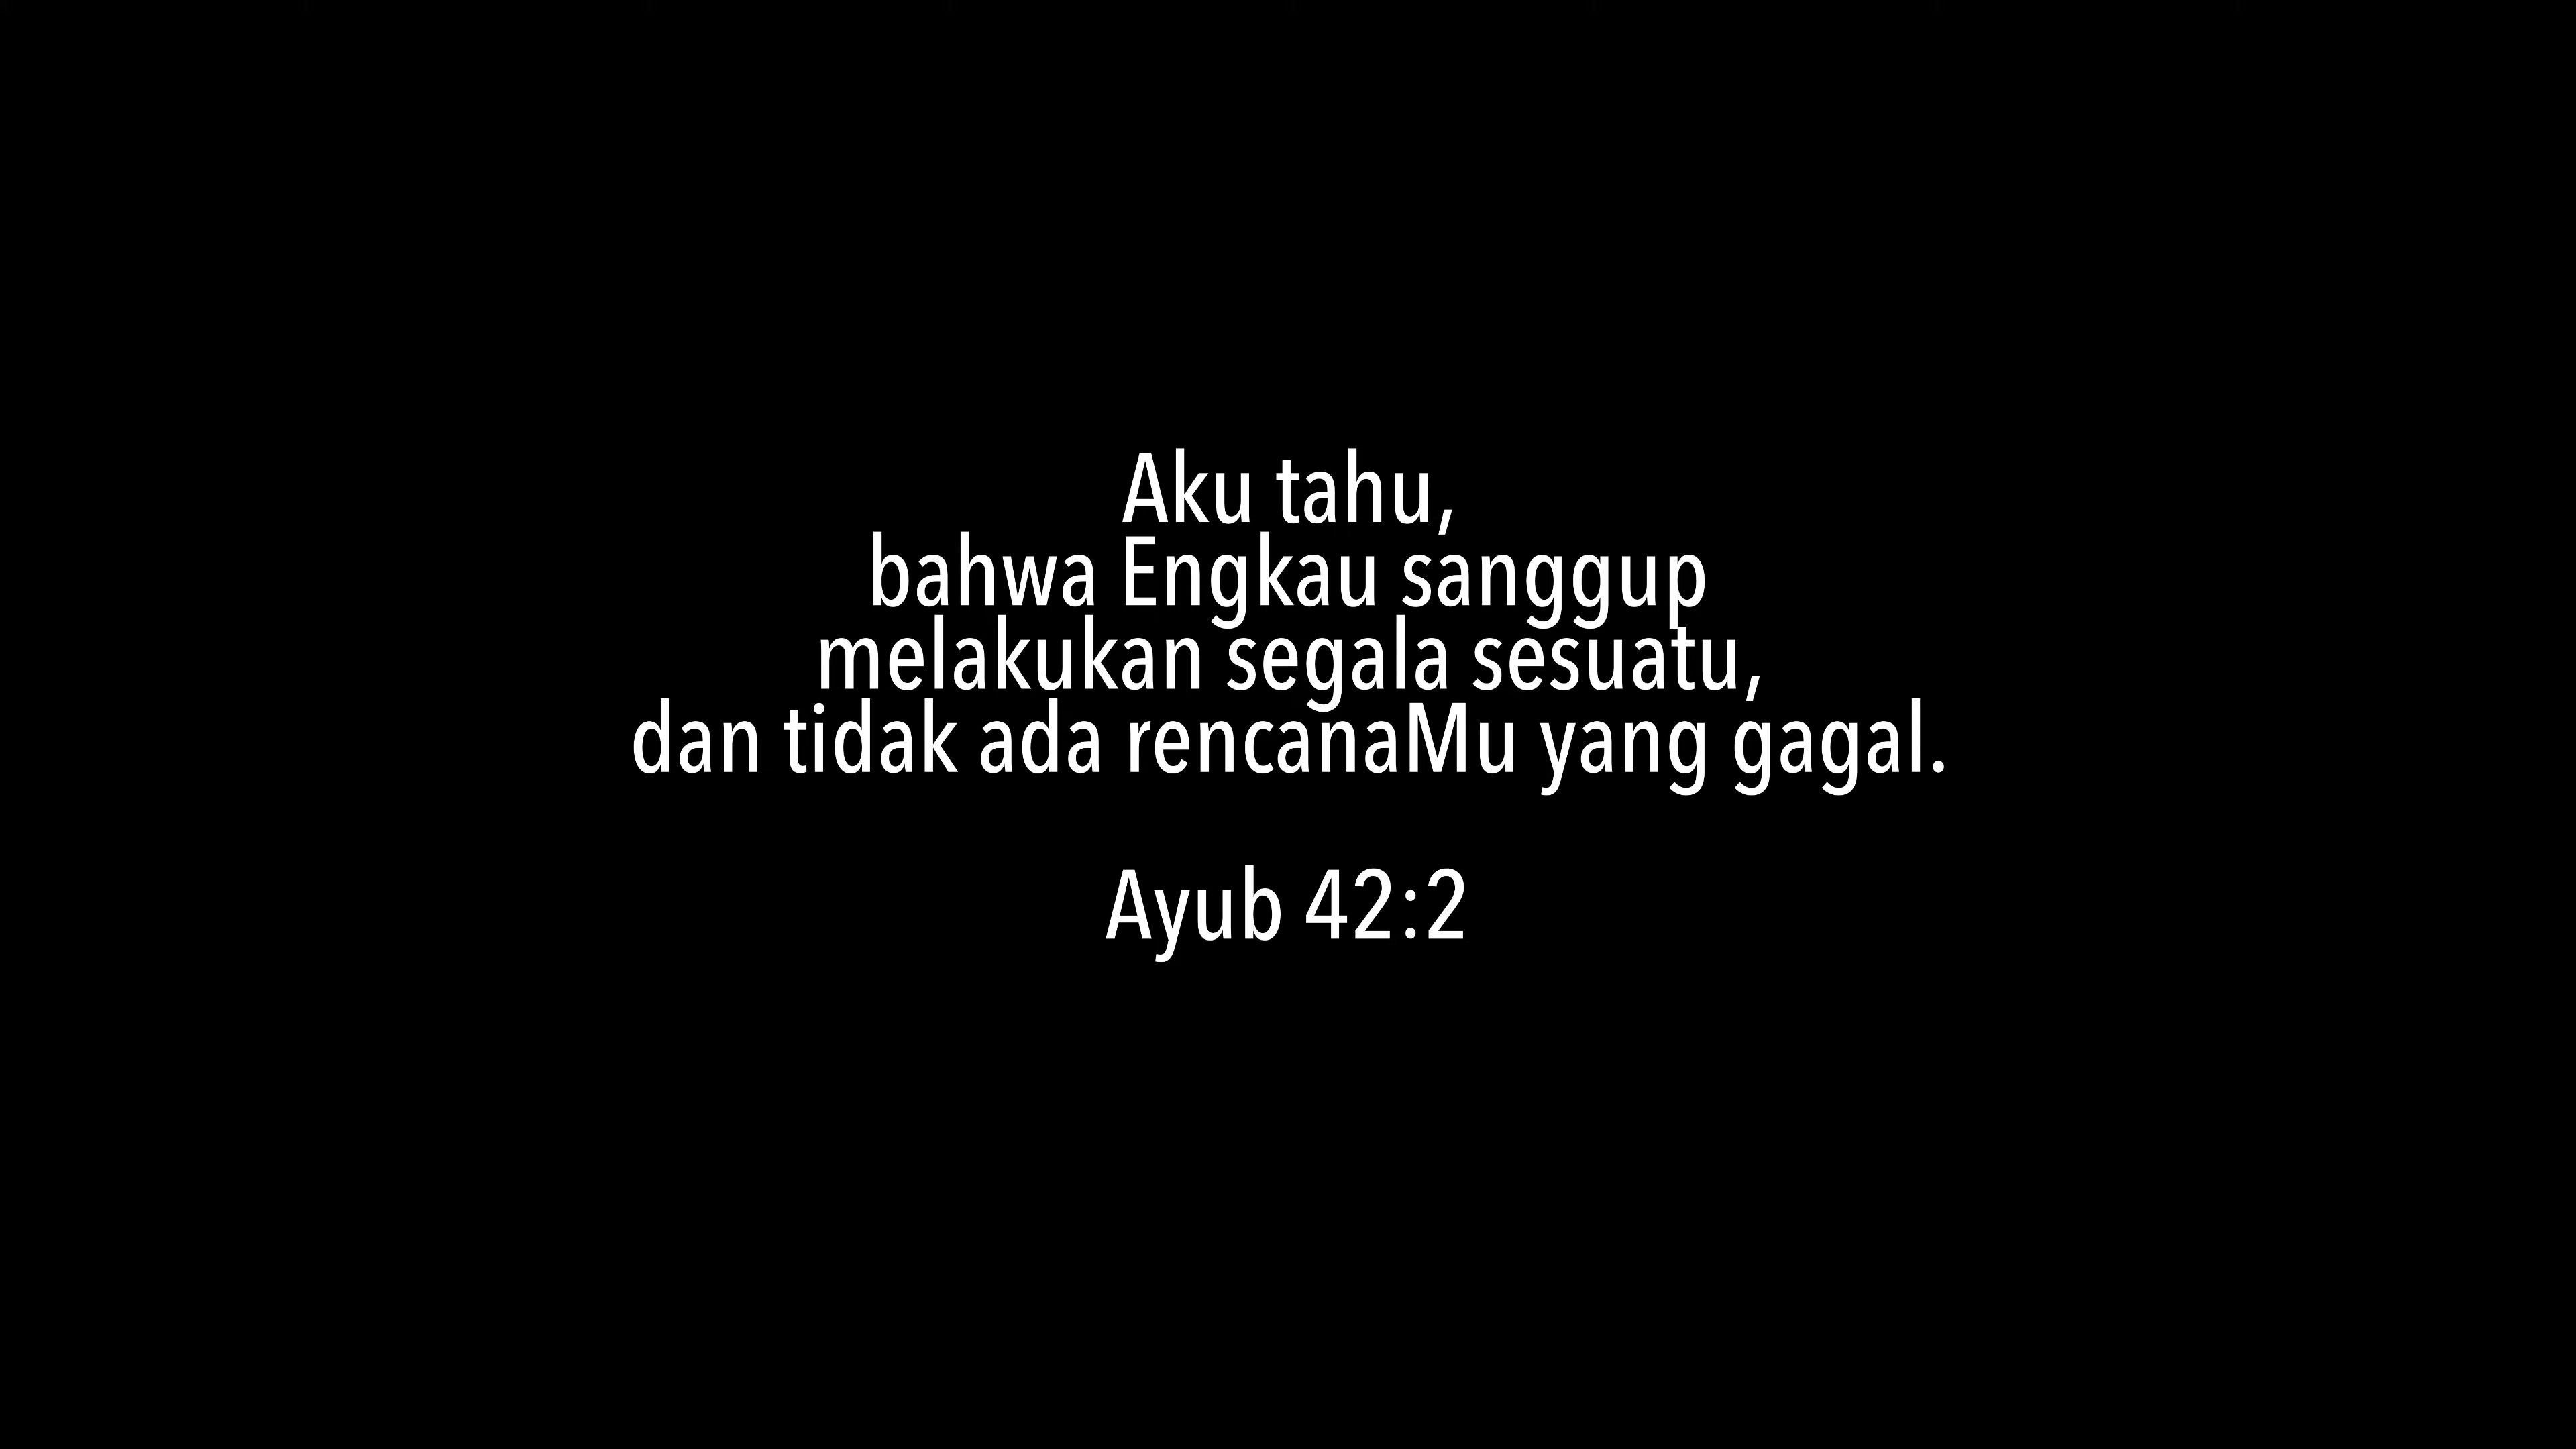 Aku tahu,
bahwa Engkau sanggup
melakukan segala sesuatu,
dan tidak ada rencanaMu yang gagal.
Ayub 42:2